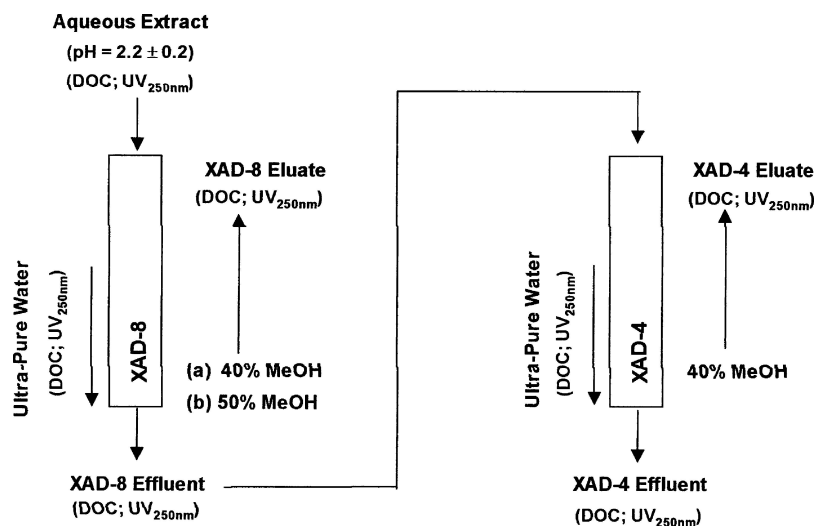 Aqueous Extract
(pH = 2.2 ± 0.2)
(DOC; UV250nm)
XAD-8 Eluate
(DOC; UV250nm)
Ultra-Pure Water
(DOC; UV250nm)
XAD-8
(a) 40% MeOH
(b) 50% MeOH
XAD-8 Effluent
(DOC; UV250nm)
XAD-4 Eluate
(DOC; UV250nm)
Ultra-Pure Water
(DOC; UV250nm)
XAD-4
40% MeOH
XAD-4 Effluent
(DOC; UV250nm)